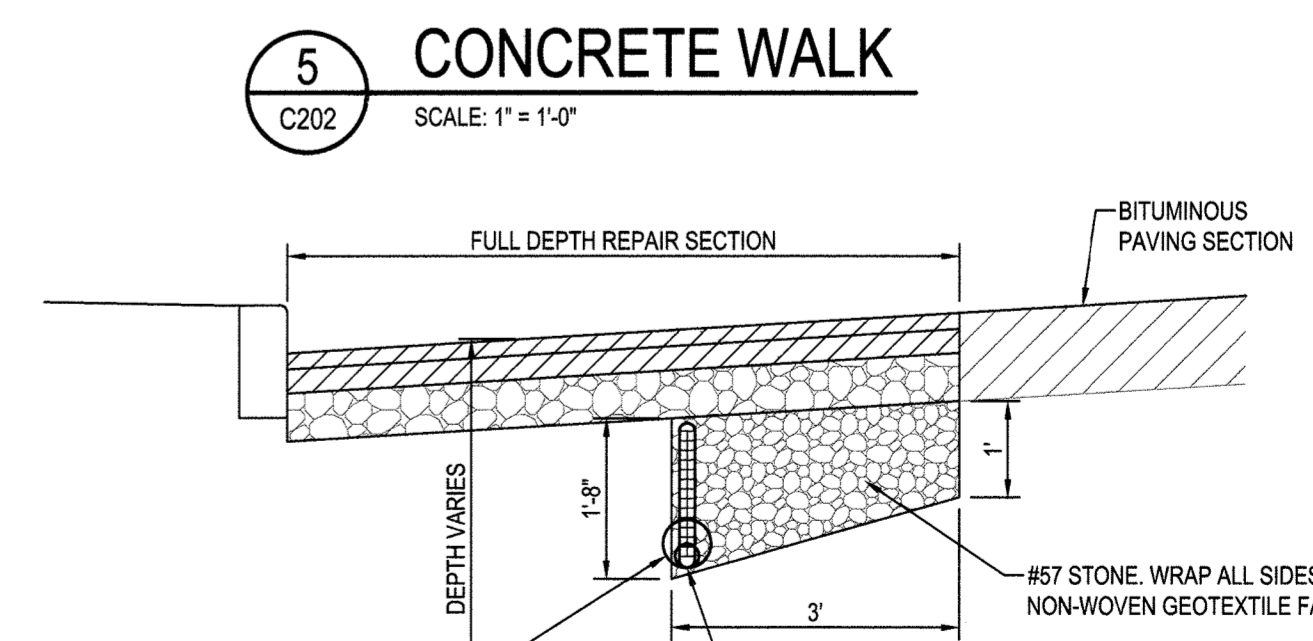 5
CONCRETE WALK
C202
SCALE: 1" = 1'-0"
BITUMINOUS
PAVING SECTION
FULL DEPTH REPAIR SECTION
DEPTH VARIES
1'-8"
1'
#57 STONE. WRAP ALL SIDES
NON-WOVEN GEOTEXTILE
3'